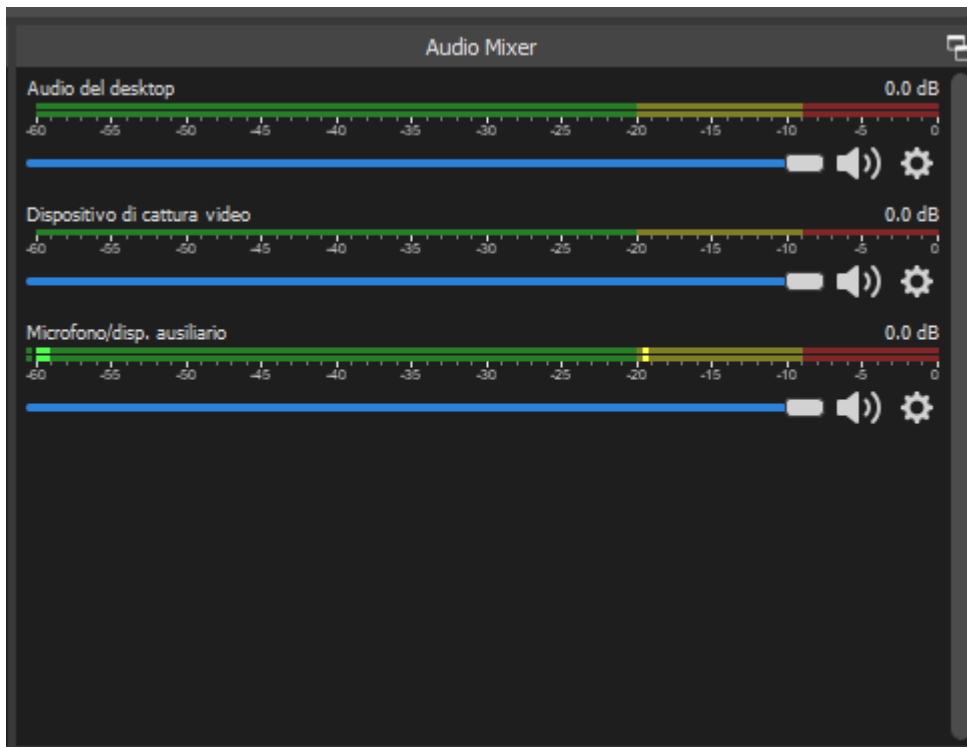 Audio Mixer
Audio del desktop 0.0 dB
-60 -55 -50 -45 -40 -35 -30 -25 -20 -15 -10 -5 0
Dispositivo di cattura video 0.0 dB
-60 -55 -50 -45 -40 -35 -30 -25 -20 -15 -10 -5 0
Microfono/disp. ausiliario 0.0 dB
-60 -55 -50 -45 -40 -35 -30 -25 -20 -15 -10 -5 0